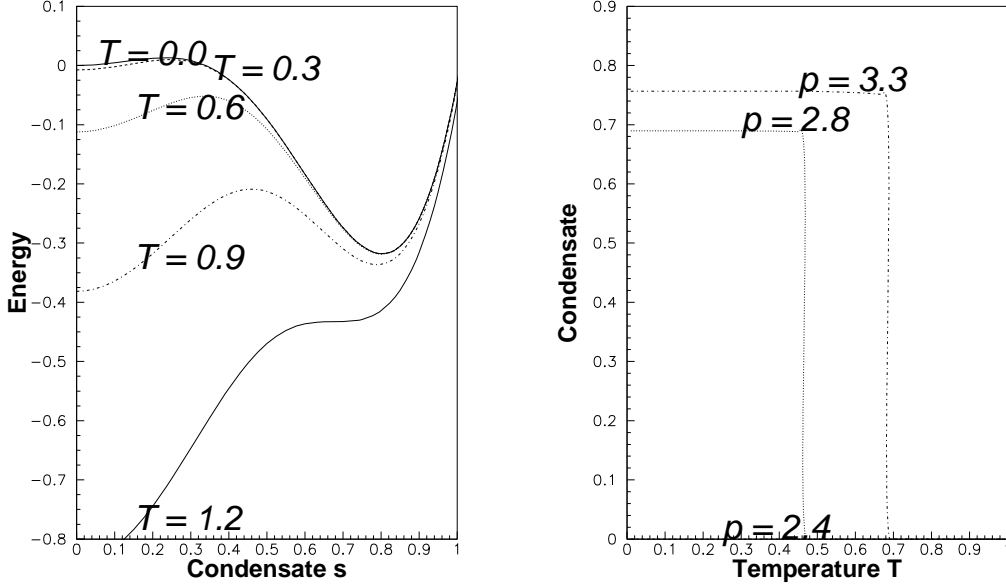 0.1
0
−0.1
−0.2
−0.3
−0.4
−0.5
−0.6
−0.7
−0.8
Energy
T = 0.0
T = 0.3
T = 0.6
T = 0.9
T = 1.2
0 0.1 0.2 0.3 0.4 0.5 0.6 0.7 0.8 0.9 1
Condensate s
0.9
0.8
0.7
0.6
0.5
0.4
0.3
0.2
0.1
0
Condensate
p = 3.3
p = 2.8
p = 2.4
0 0.1 0.2 0.3 0.4 0.5 0.6 0.7 0.8 0.9
Temperature T